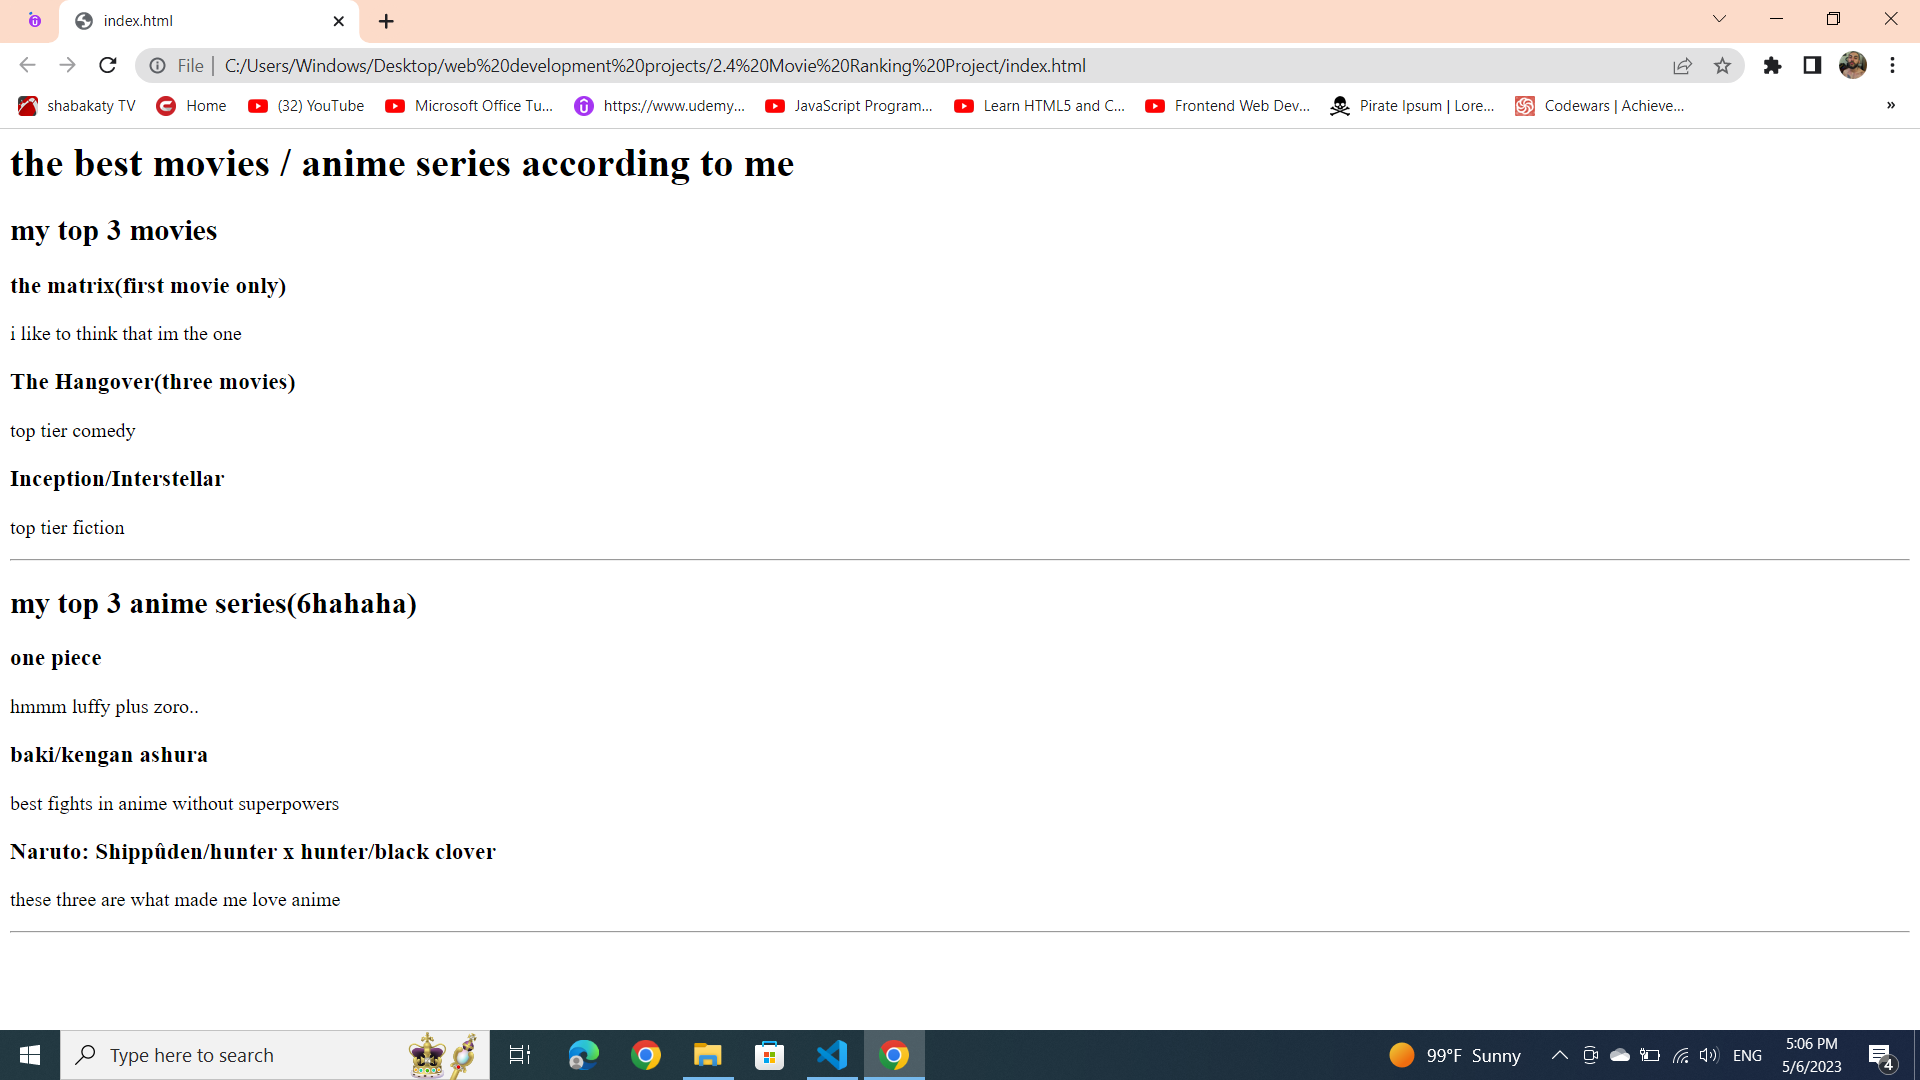 index.html
File | C:/Users/Windows/Desktop/web%20development%20projects/2.4%20Movie%20Ranking%20Project/index.html
shabakaty TV Home (32) YouTube Microsoft Office Tu... https://www.udemy... JavaScript Program... Learn HTML5 and C... Frontend Web Dev... Pirate Ipsum | Lore... Codewars | Achieve... »
the best movies / anime series according to me
my top 3 movies
the matrix(first movie only)
i like to think that im the one
The Hangover(three movies)
top tier comedy
Inception/Interstellar
top tier fiction
my top 3 anime series(6hahaha)
one piece
hmmm luffy plus zoro..
baki/kengan ashura
best fights in anime without superpowers
Naruto: Shippûden/hunter x hunter/black clover
these three are what made me love anime
Type here to search
99°F Sunny
ENG
5:06 PM
5/6/2023
4